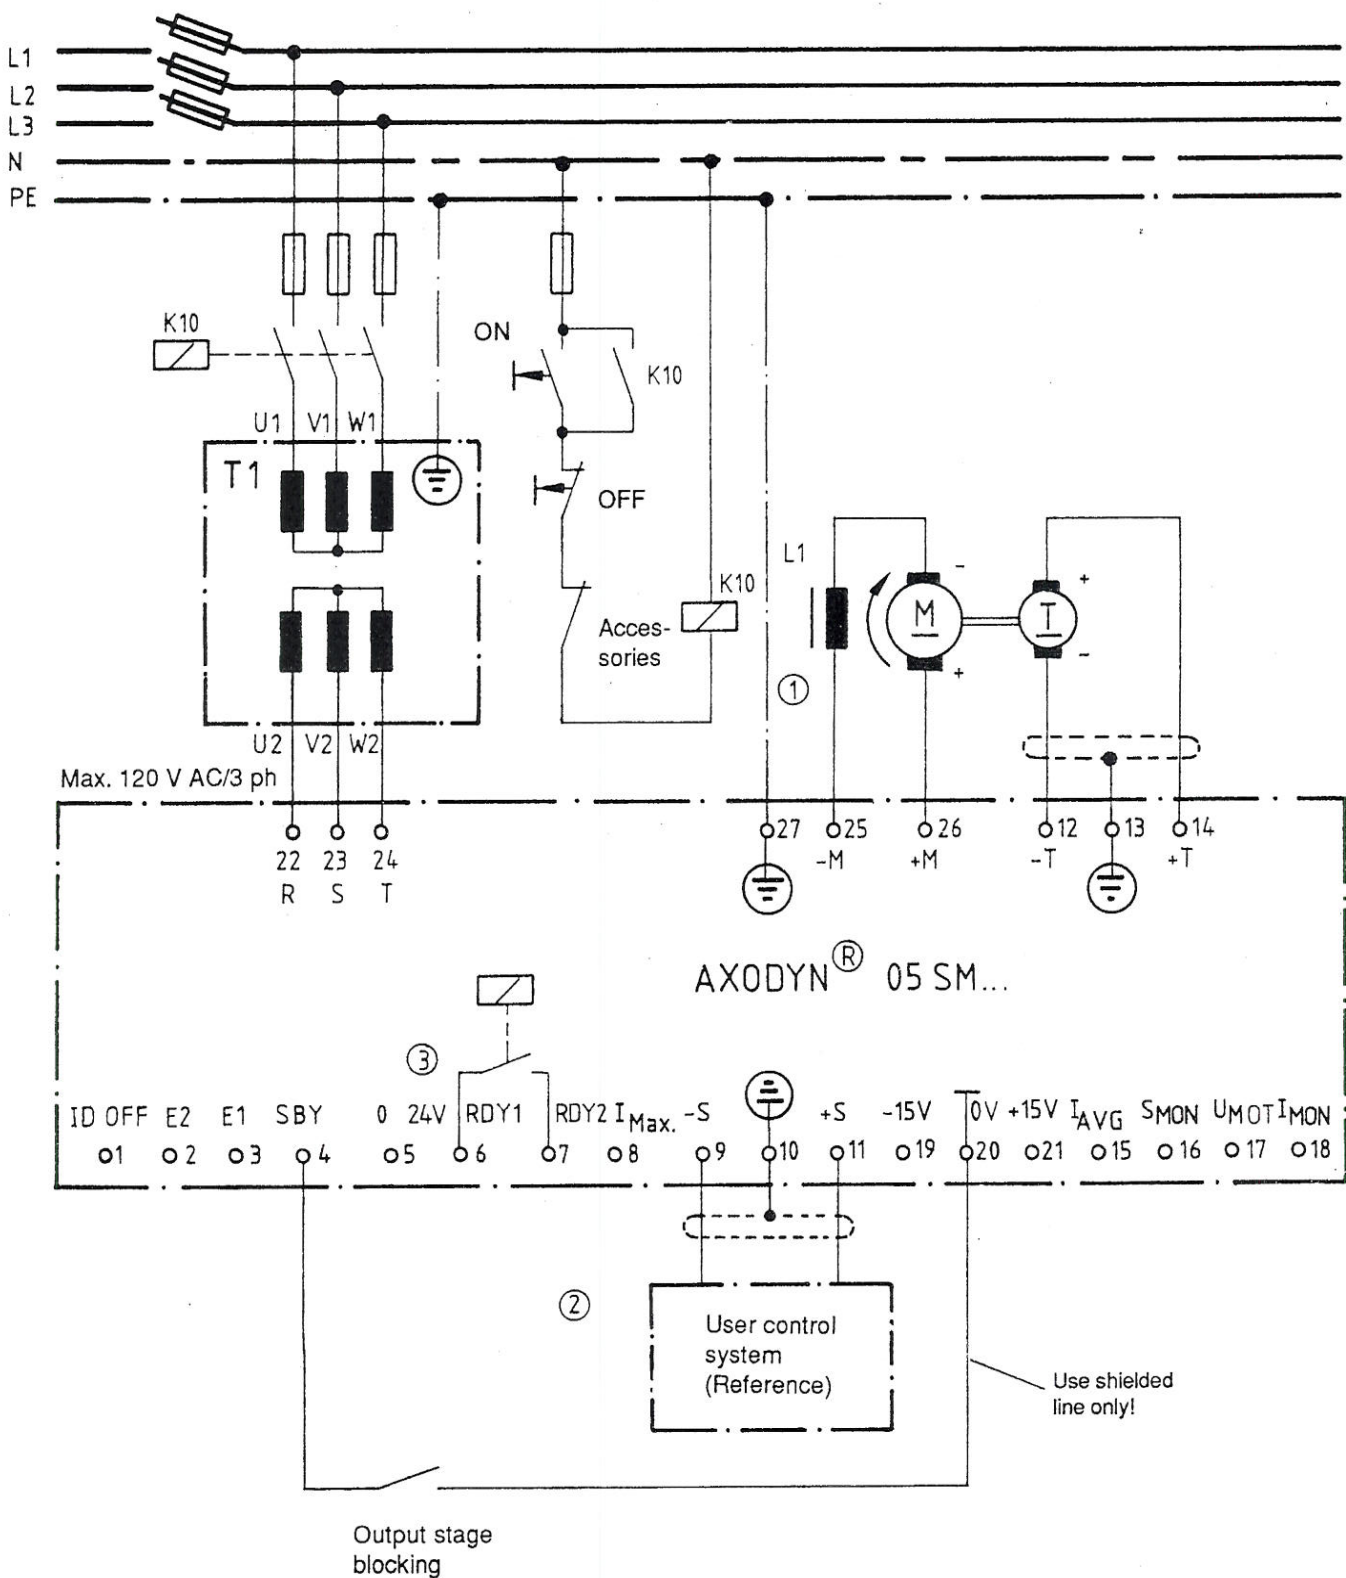 L1
L2
L3
N
PE
K10
ON
K10
U1 V1 W1
T1
OFF
L1
K10
- +
M T
Acces-
sories
+ -
1
U2 V2 W2
Max. 120 V AC/3 ph
22 23 24
R S T
27 25 26 12 13 14
-M +M -T +T
AXODYN® 05 SM...
3
ID OFF E2 E1 SBY 0 24V RDY1 RDY2 IMax. -S +S -15V 0V +15V IAVG SMON UMOT IMON
1 2 3 4 5 6 7 8 9 10 11 19 20 21 15 16 17 18
2
User control
system
(Reference)
Use shielded
line only!
Output stage
blocking